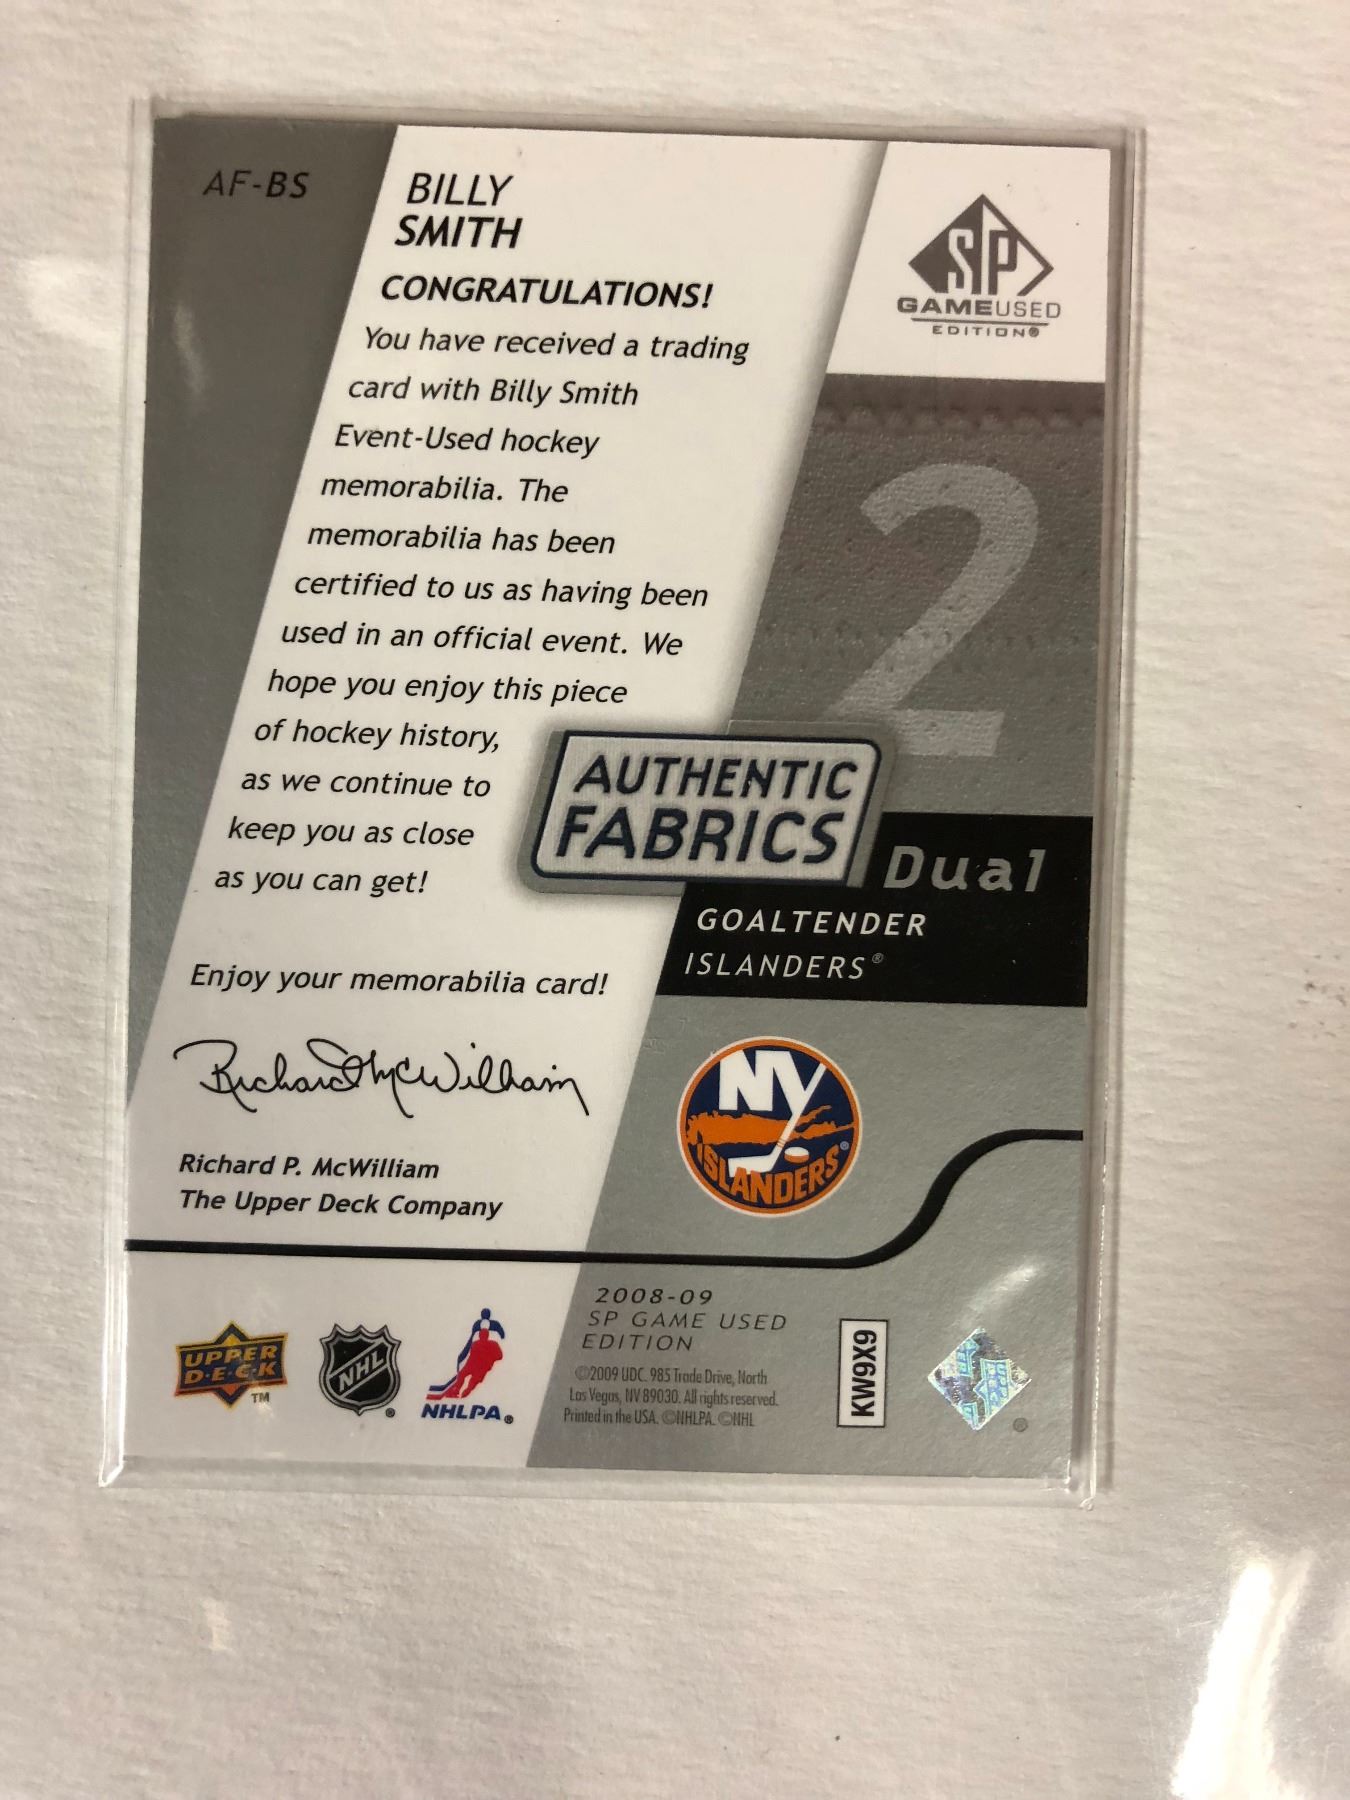 AF-BS
BILLY
SMITH
CONGRATULATIONS!
You have received a trading
card with Billy Smith
Event-Used hockey
memorabilia. The
memorabilia has been
certified to us as having been
used in an official event. We
hope you enjoy this piece
of hockey history,
as we continue to
keep you as close
as you can get!
Enjoy your memorabilia card!
Richard McWilliam
Richard P. McWilliam
The Upper Deck Company
SP
GAMEUSED
EDITION®
2
AUTHENTIC
FABRICS
Dual
GOALTENDER
ISLANDERS®
NY
ISLANDERS®
UPPER
D·E·C·K
TM
NHL®
NHLPA®
2008-09
SP GAME USED
EDITION
©2009 UDC. 985 Trade Drive, North
Las Vegas, NV 89030. All rights reserved.
Printed in the USA. ©NHLPA. ©NHL
KW9X9
®